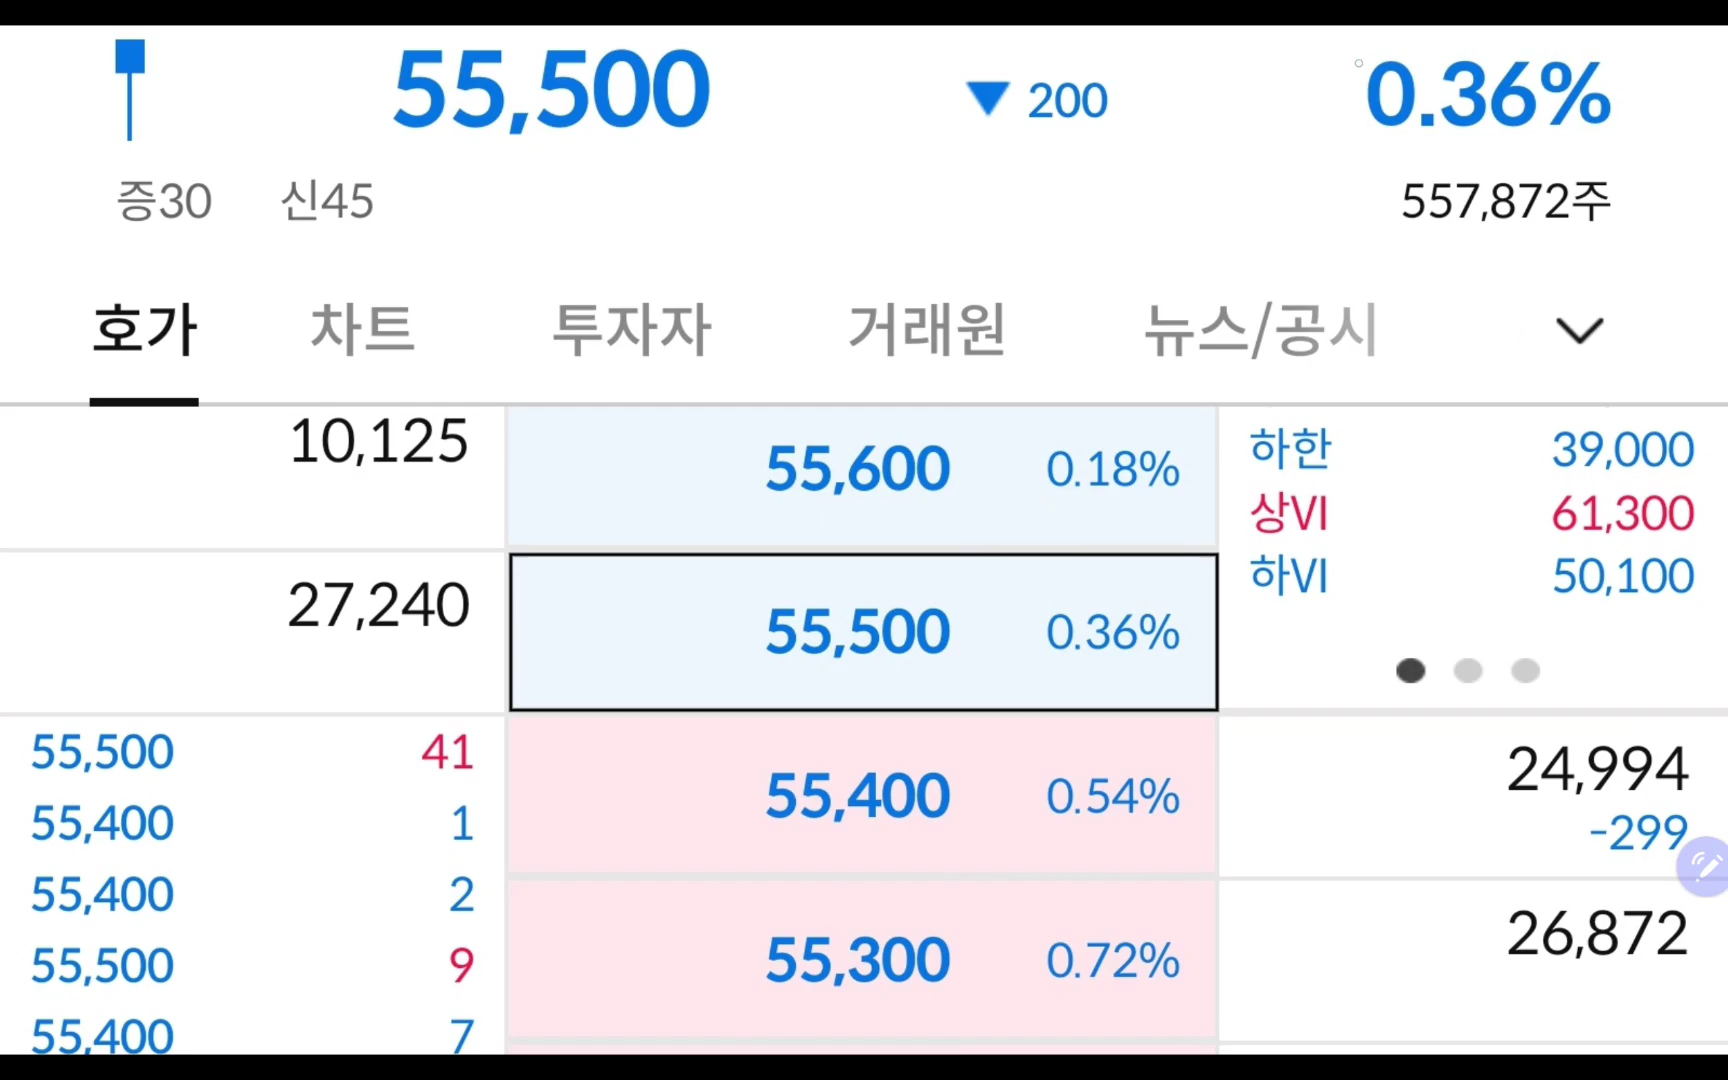 55,500 ▼ 200 0.36%
증30 신45 557,872주
호가 차트 투자자 거래원 뉴스/공시
10,125 55,600 0.18% 하한 39,000
상VI 61,300
27,240 55,500 0.36% 하VI 50,100
55,500 41 55,400 0.54% 24,994
55,400 1 -299
55,400 2
55,500 9 55,300 0.72% 26,872
55,400 7